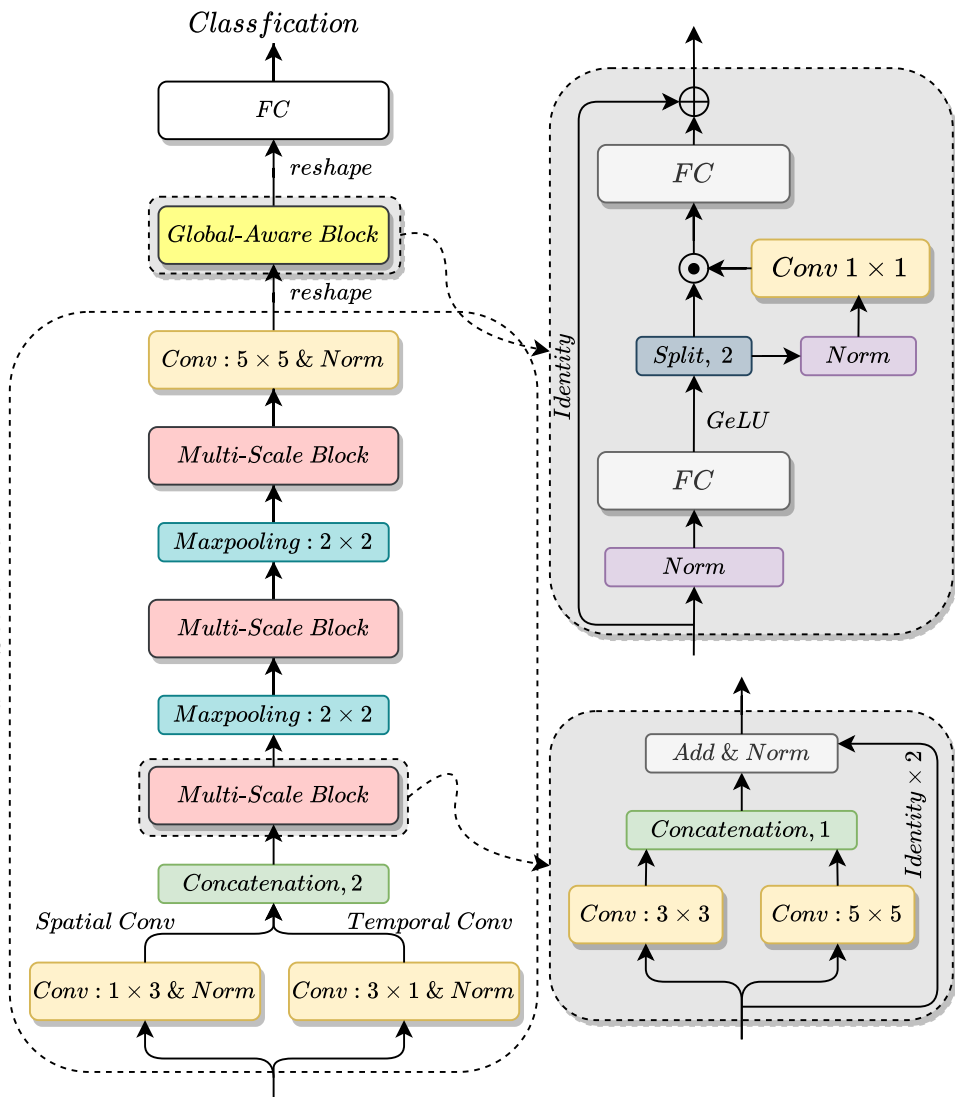 Classfication
FC
reshape
Global-Aware Block
reshape
Conv : 5 × 5 & Norm
Multi-Scale Block
Maxpooling : 2 × 2
Multi-Scale Block
Maxpooling : 2 × 2
Multi-Scale Block
Concatenation, 2
Spatial Conv
Temporal Conv
Conv : 1 × 3 & Norm
Conv : 3 × 1 & Norm
FC
Conv 1 × 1
Identity
Split, 2
Norm
GeLU
FC
Norm
Add & Norm
Identity × 2
Concatenation, 1
Conv : 3 × 3
Conv : 5 × 5